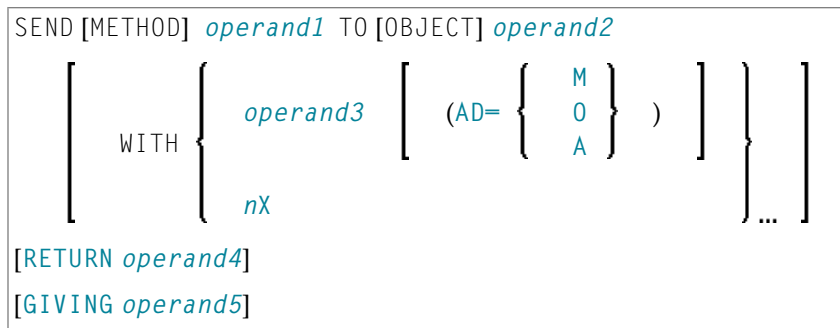 SEND [METHOD] operand1 TO [OBJECT] operand2
M
operand3 (AD= O )
WITH
A
nX
...
[RETURN operand4]
[GIVING operand5]